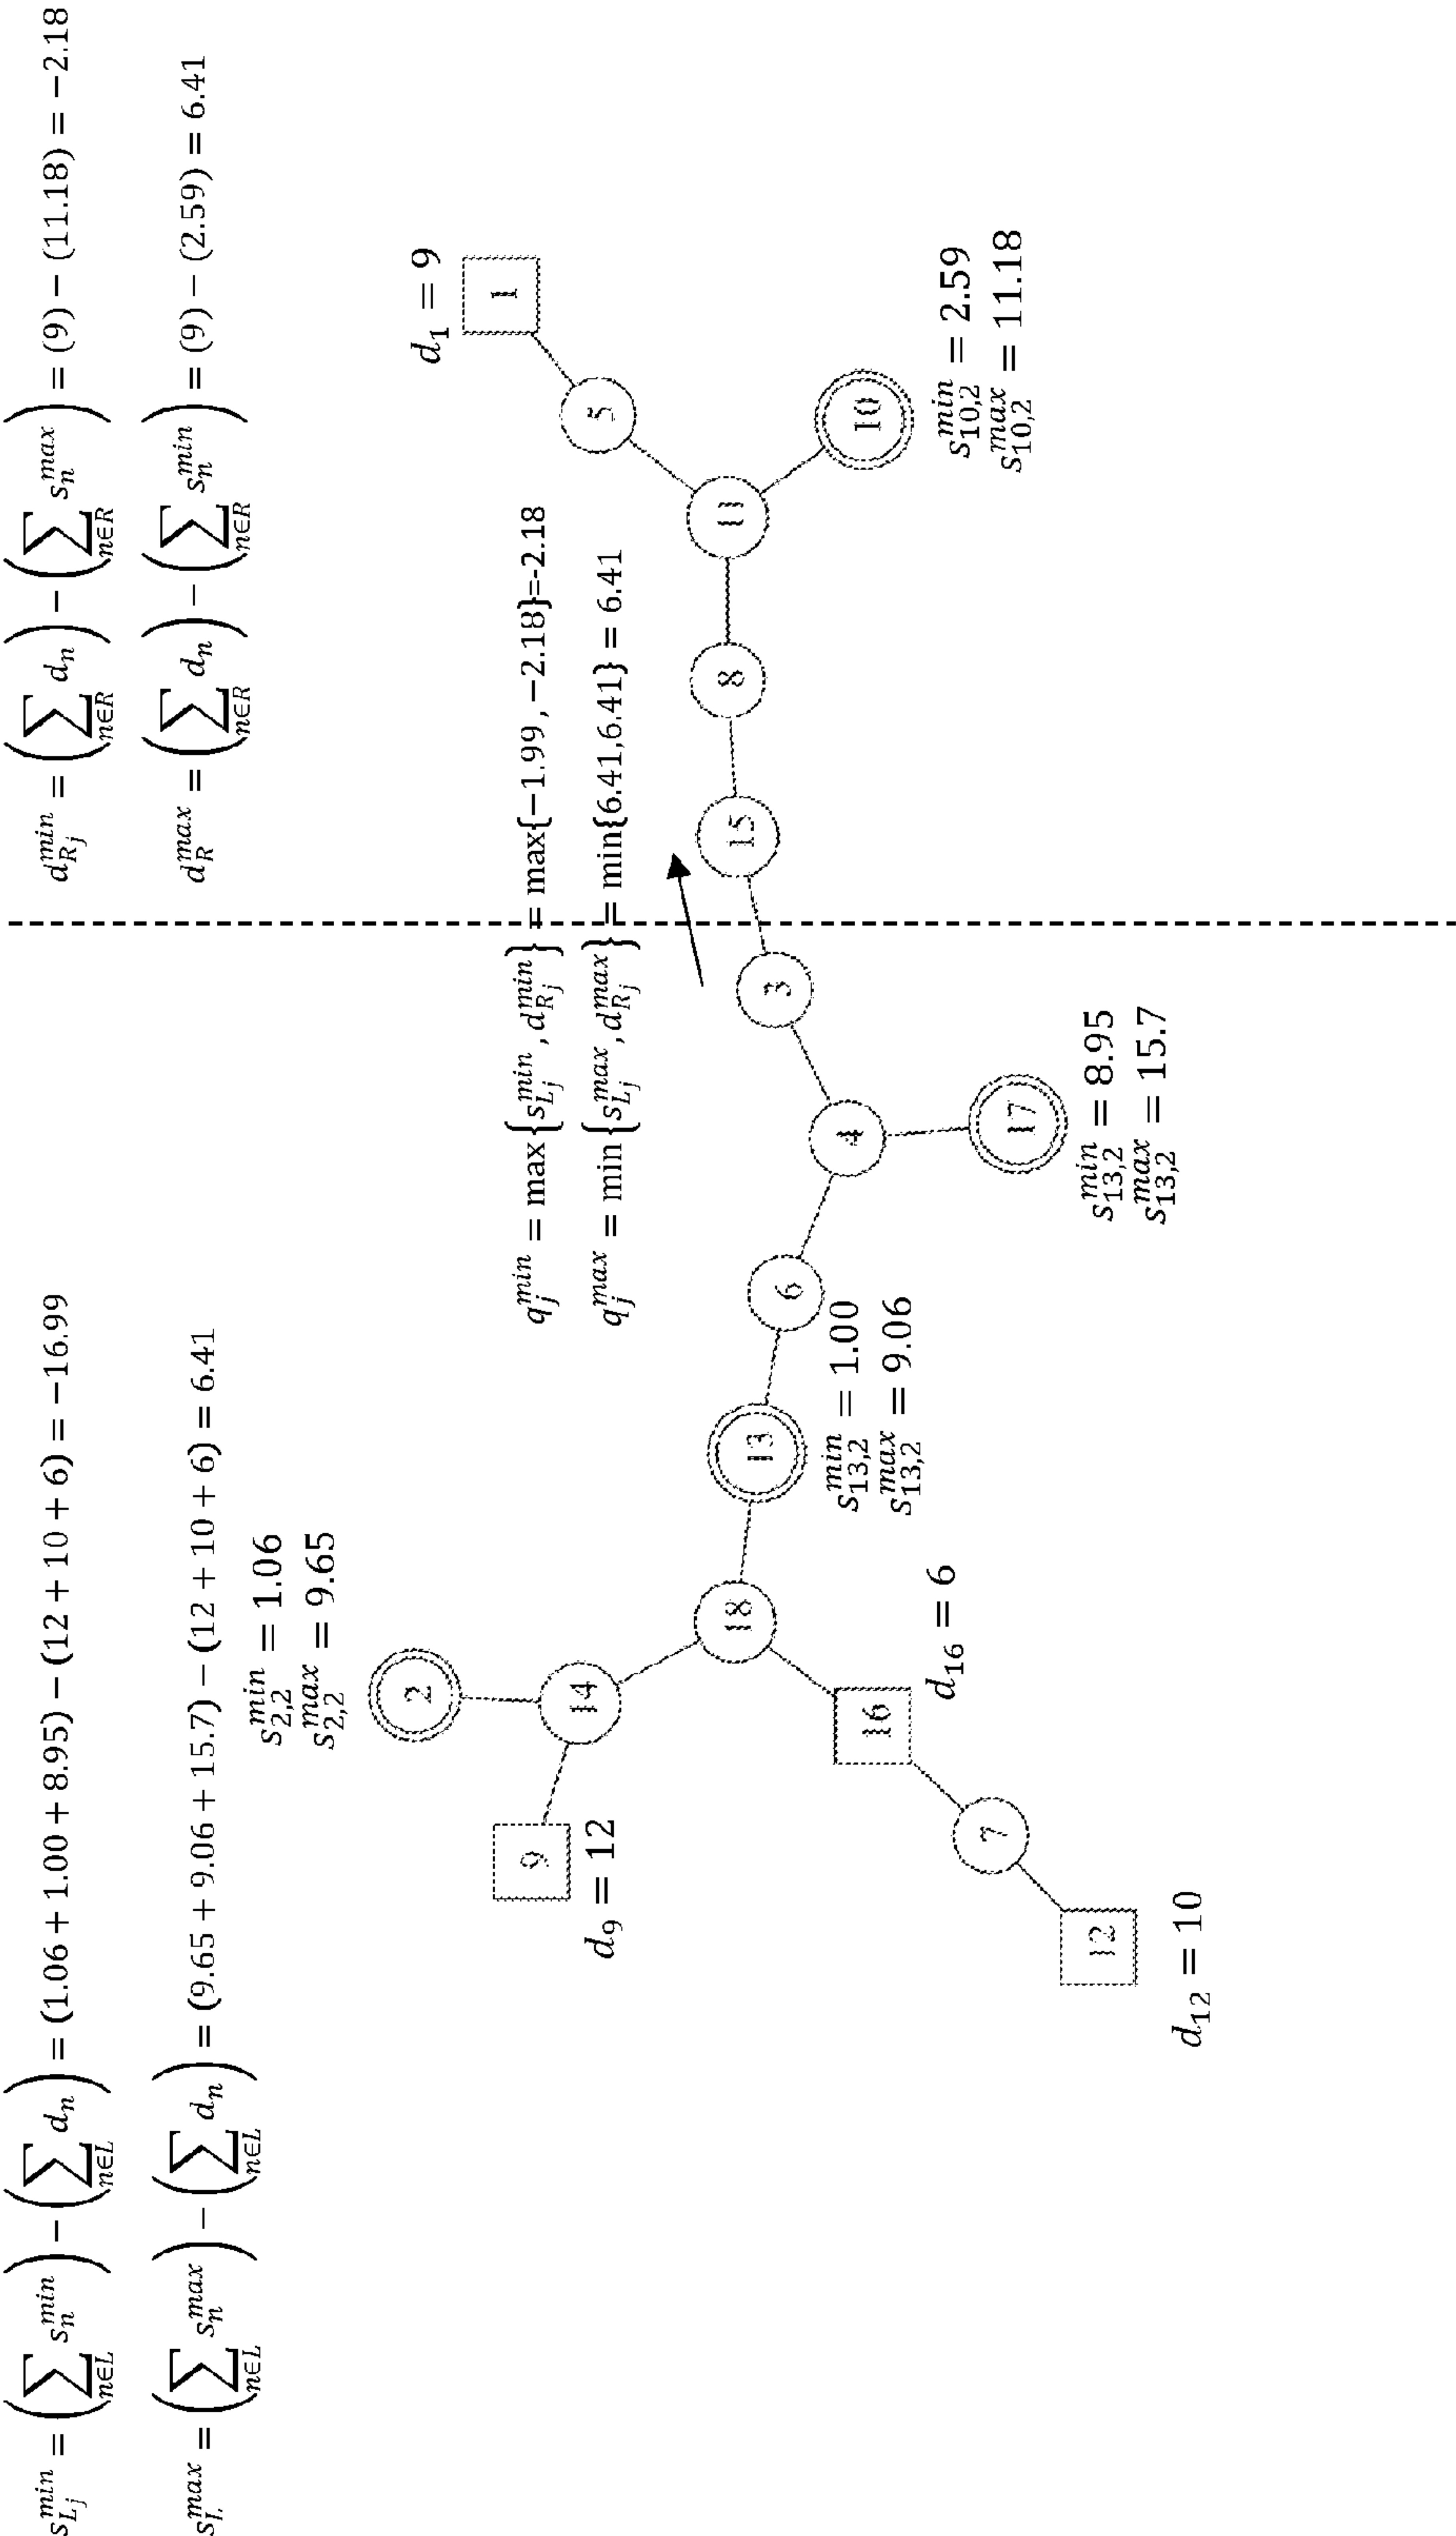 s_{L_j}^{min} = (∑_{n∈L} s_n^{min}) − (∑_{n∈L} d_n) = (1.06 + 1.00 + 8.95) − (12 + 10 + 6) = −16.99
d_{R_j}^{min} = (∑_{n∈R} d_n) − (∑_{n∈R} s_n^{max}) = (9) − (11.18) = −2.18
s_L^{max} = (∑_{n∈L} s_n^{max}) − (∑_{n∈L} d_n) = (9.65 + 9.06 + 15.7) − (12 + 10 + 6) = 6.41
d_R^{max} = (∑_{n∈R} d_n) − (∑_{n∈R} s_n^{min}) = (9) − (2.59) = 6.41
s_{2,2}^{min} = 1.06
s_{2,2}^{max} = 9.65
2
d_1 = 9
1
q_j^{min} = max{s_{L_j}^{min}, d_{R_j}^{min}} = max{−1.99, −2.18}=-2.18
q_j^{max} = min{s_{L_j}^{max}, d_{R_j}^{max}} = min{6.41,6.41} = 6.41
9
d_9 = 12
14
5
18
13
6
3
15
8
11
10
4
s_{13,2}^{min} = 1.00
s_{13,2}^{max} = 9.06
16
d_{16} = 6
s_{10,2}^{min} = 2.59
s_{10,2}^{max} = 11.18
7
17
12
d_{12} = 10
s_{13,2}^{min} = 8.95
s_{13,2}^{max} = 15.7